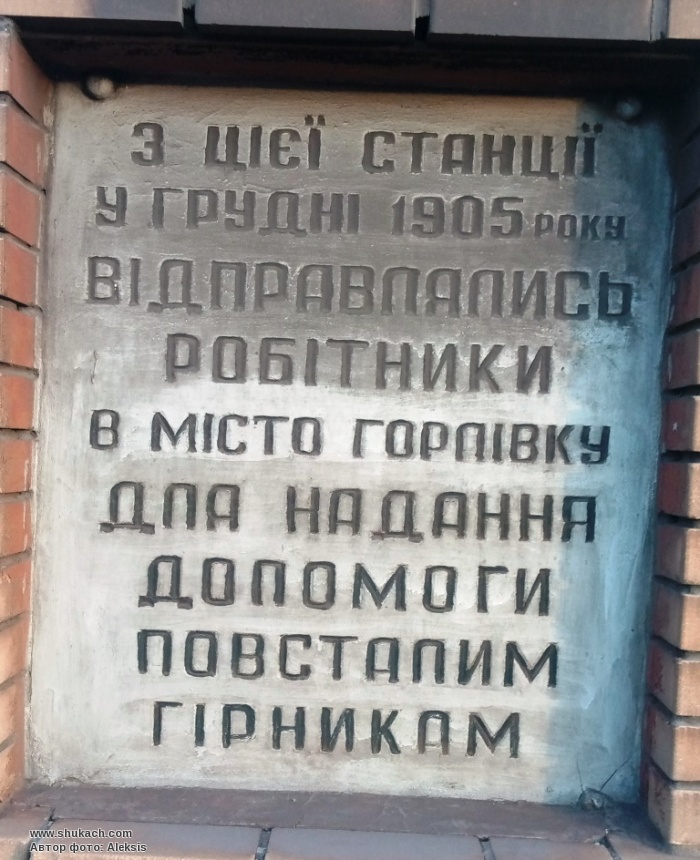 З ЦІЄЇ СТАНЦІЇ
У ГРУДНІ 1905 РОКУ
ВІДПРАВЛЯЛИСЬ
РОБІТНИКИ
В МІСТО ГОРЛІВКУ
ДЛЯ НАДАННЯ
ДОПОМОГИ
ПОВСТАЛИМ
ГІРНИКАМ
www.shukach.com
Автор фото: Aleksis